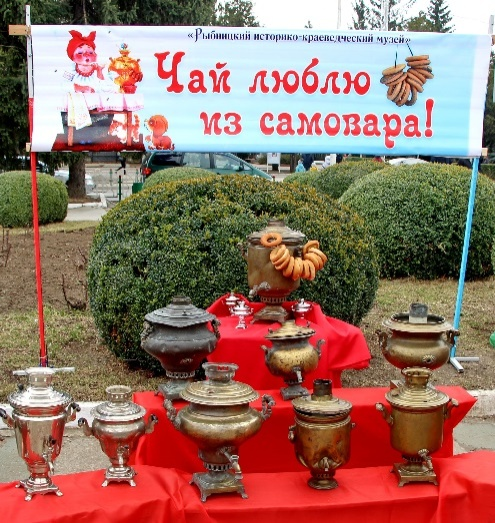 «Рыбницкий историко-краеведческий музей»
Чай люблю
из самовара!